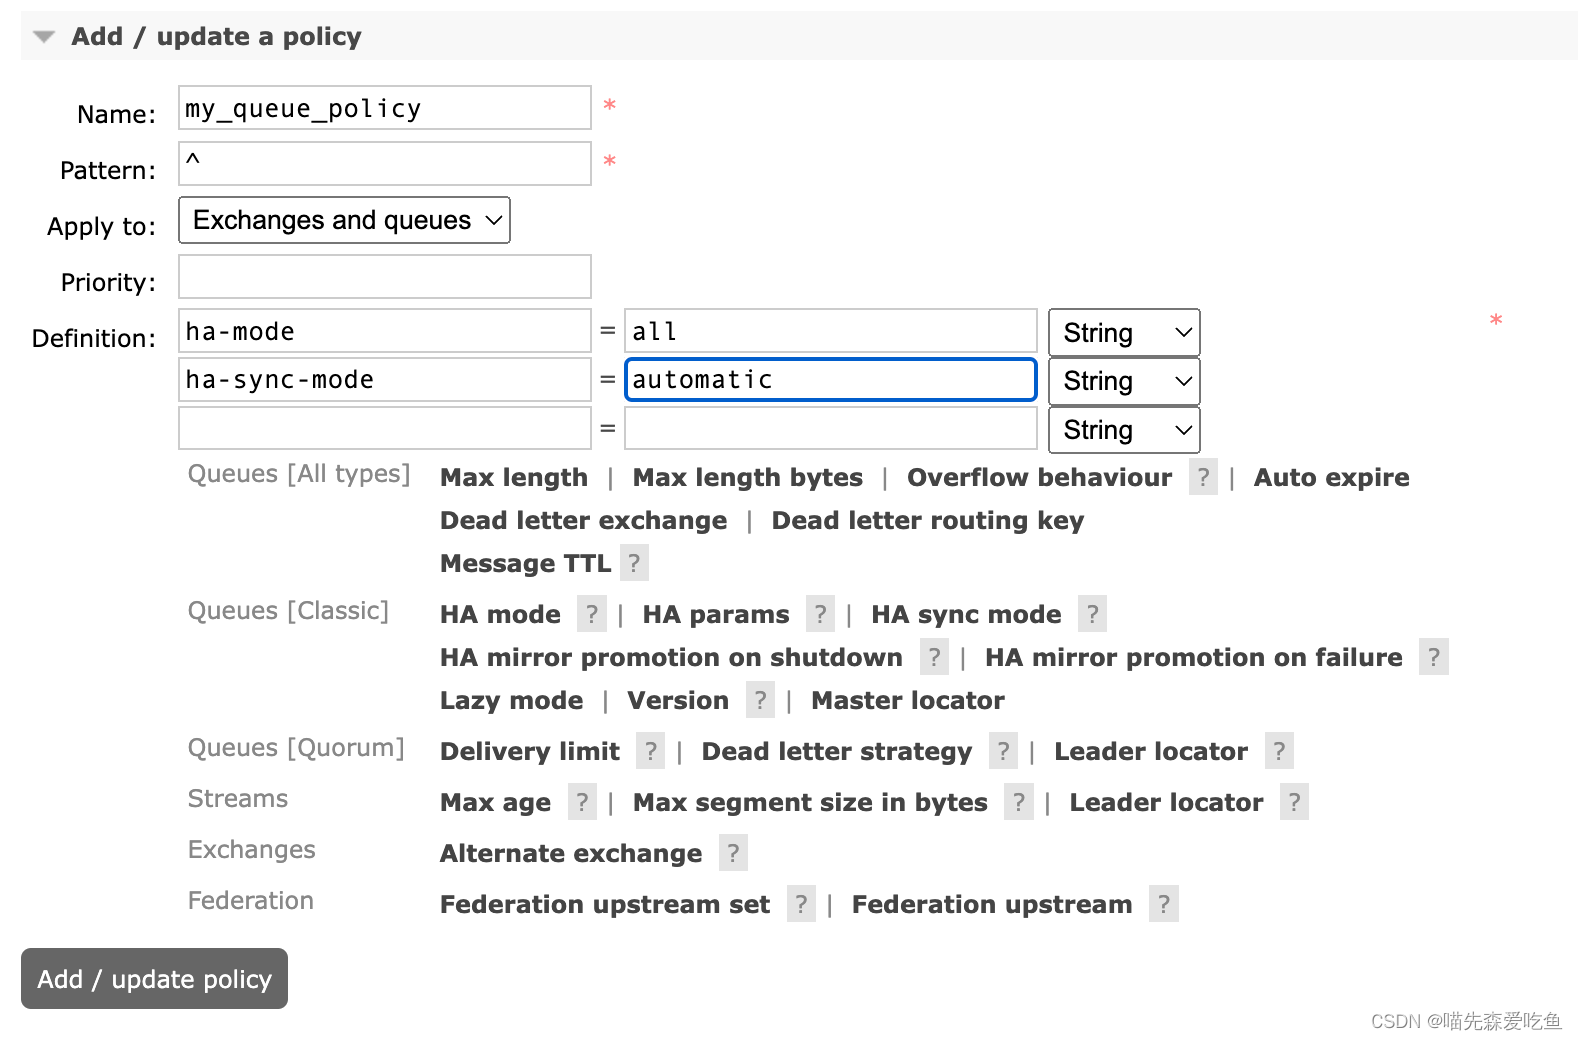 Add / update a policy
Name: my_queue_policy *
Pattern: ^ *
Apply to: Exchanges and queues
Priority:
Definition: ha-mode = all String *
ha-sync-mode = automatic String
= String
Queues [All types] Max length | Max length bytes | Overflow behaviour ? | Auto expire
Dead letter exchange | Dead letter routing key
Message TTL ?
Queues [Classic] HA mode ? | HA params ? | HA sync mode ?
HA mirror promotion on shutdown ? | HA mirror promotion on failure ?
Lazy mode | Version ? | Master locator
Queues [Quorum] Delivery limit ? | Dead letter strategy ? | Leader locator ?
Streams Max age ? | Max segment size in bytes ? | Leader locator ?
Exchanges Alternate exchange ?
Federation Federation upstream set ? | Federation upstream ?
Add / update policy
CSDN @喵先森爱吃鱼